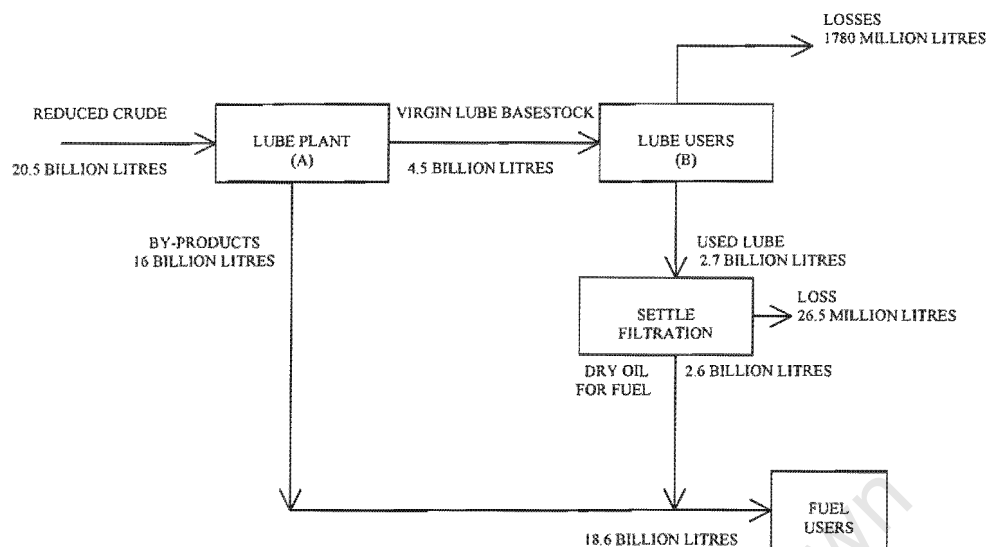 LOSSES
1780 MILLION LITRES
REDUCED CRUDE
20.5 BILLION LITRES
LUBE PLANT
(A)
VIRGIN LUBE BASESTOCK
4.5 BILLION LITRES
LUBE USERS
(B)
BY-PRODUCTS
16 BILLION LITRES
USED LUBE
2.7 BILLION LITRES
SETTLE
FILTRATION
LOSS
26.5 MILLION LITRES
DRY OIL
FOR FUEL
2.6 BILLION LITRES
18.6 BILLION LITRES
FUEL
USERS